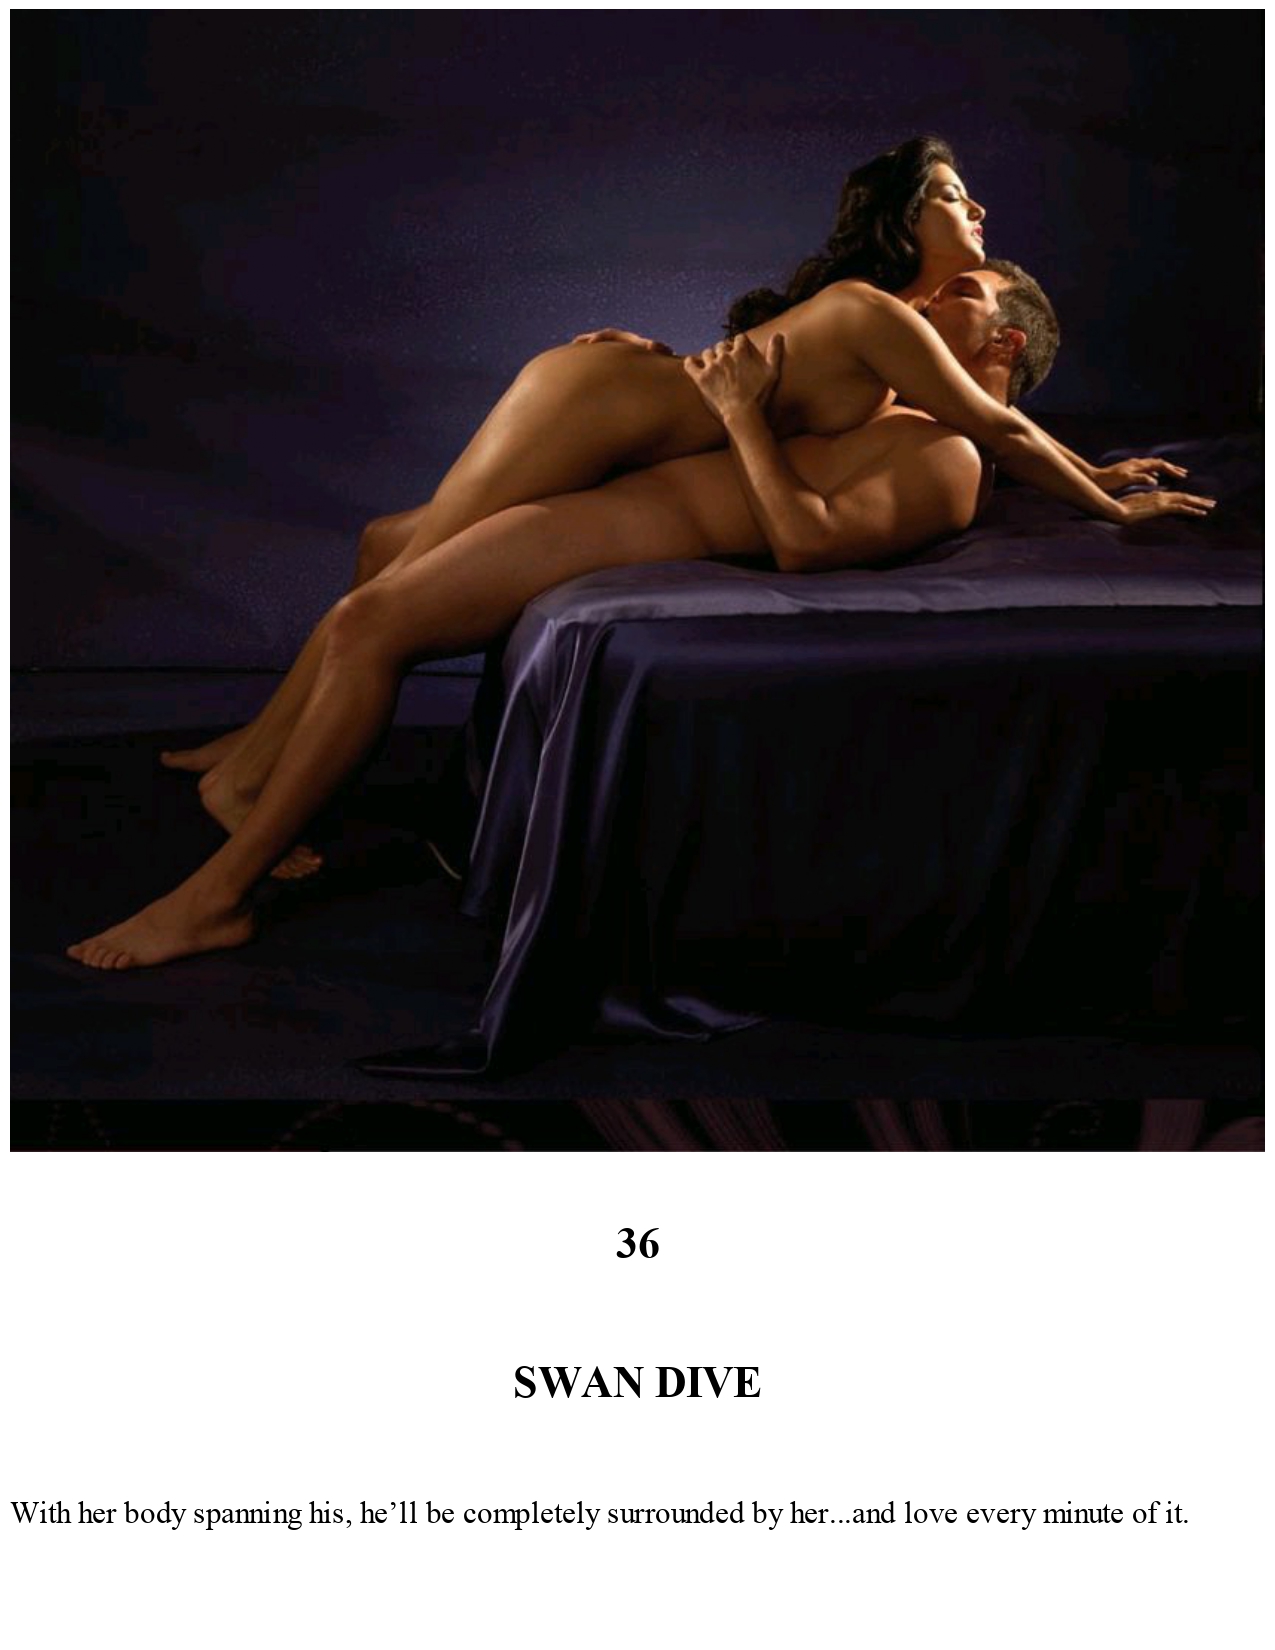 36
SWAN DIVE
With her body spanning his, he’ll be completely surrounded by her...and love every minute of it.